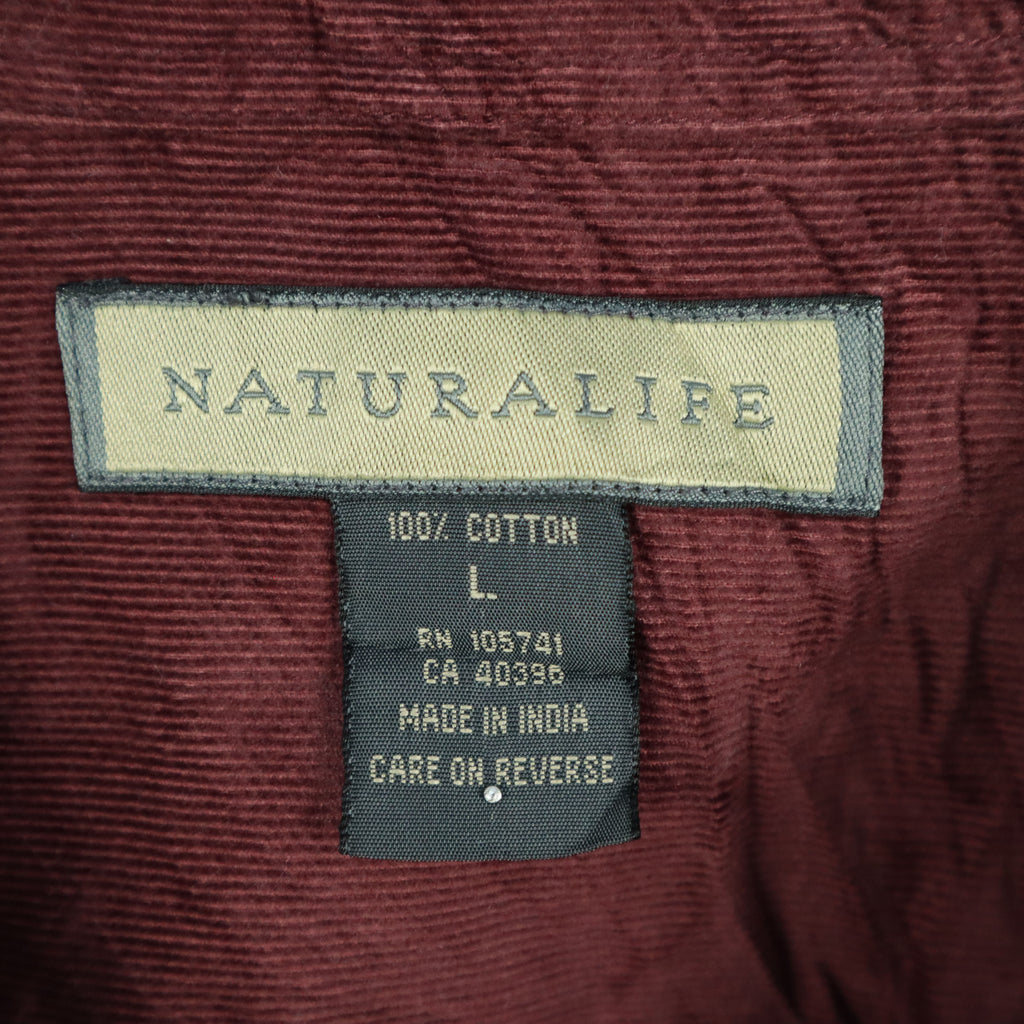 NATURALIFE
100% COTTON
L
RN 105741
CA 40396
MADE IN INDIA
CARE ON REVERSE